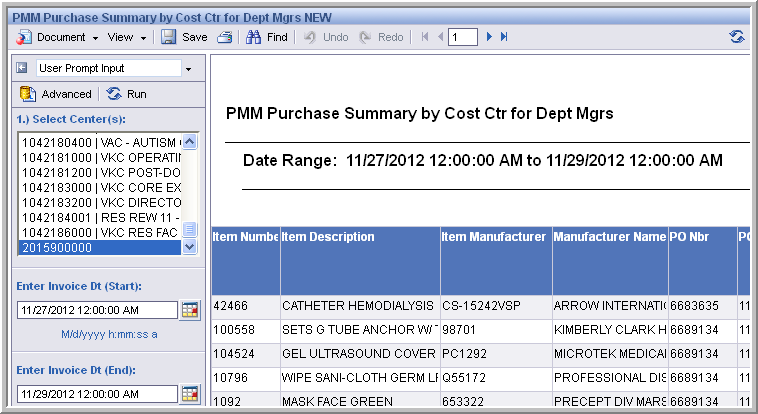 PMM Purchase Summary by Cost Ctr for Dept Mgrs NEW
Document View Save Find Undo Redo 1
User Prompt Input
Advanced Run
1.) Select Center(s):
1042180400 | VAC - AUTISM
1042181000 | VKC OPERATIN
1042181200 | VKC POST-DO
1042183000 | VKC CORE EX
1042183200 | VKC DIRECTO
1042184001 | RES REW 11 -
1042186000 | VKC RES FAC
2015900000
Enter Invoice Dt (Start):
11/27/2012 12:00:00 AM
M/d/yyyy h:mm:ss a
Enter Invoice Dt (End):
11/29/2012 12:00:00 AM
PMM Purchase Summary by Cost Ctr for Dept Mgrs
Date Range: 11/27/2012 12:00:00 AM to 11/29/2012 12:00:00 AM
Item Numbe Item Description Item Manufacturer Manufacturer Name PO Nbr PO
42466 CATHETER HEMODIALYSIS CS-15242VSP ARROW INTERNATIO 6683635 11
100558 SETS G TUBE ANCHOR W/ 98701 KIMBERLY CLARK H 6689134 11
104524 GEL ULTRASOUND COVER PC1292 MICROTEK MEDICA 6689134 11
10796 WIPE SANI-CLOTH GERM Q55172 PROFESSIONAL DIS 6689134 11
1092 MASK FACE GREEN 653322 PRECEPT DIV MARS 6689134 11